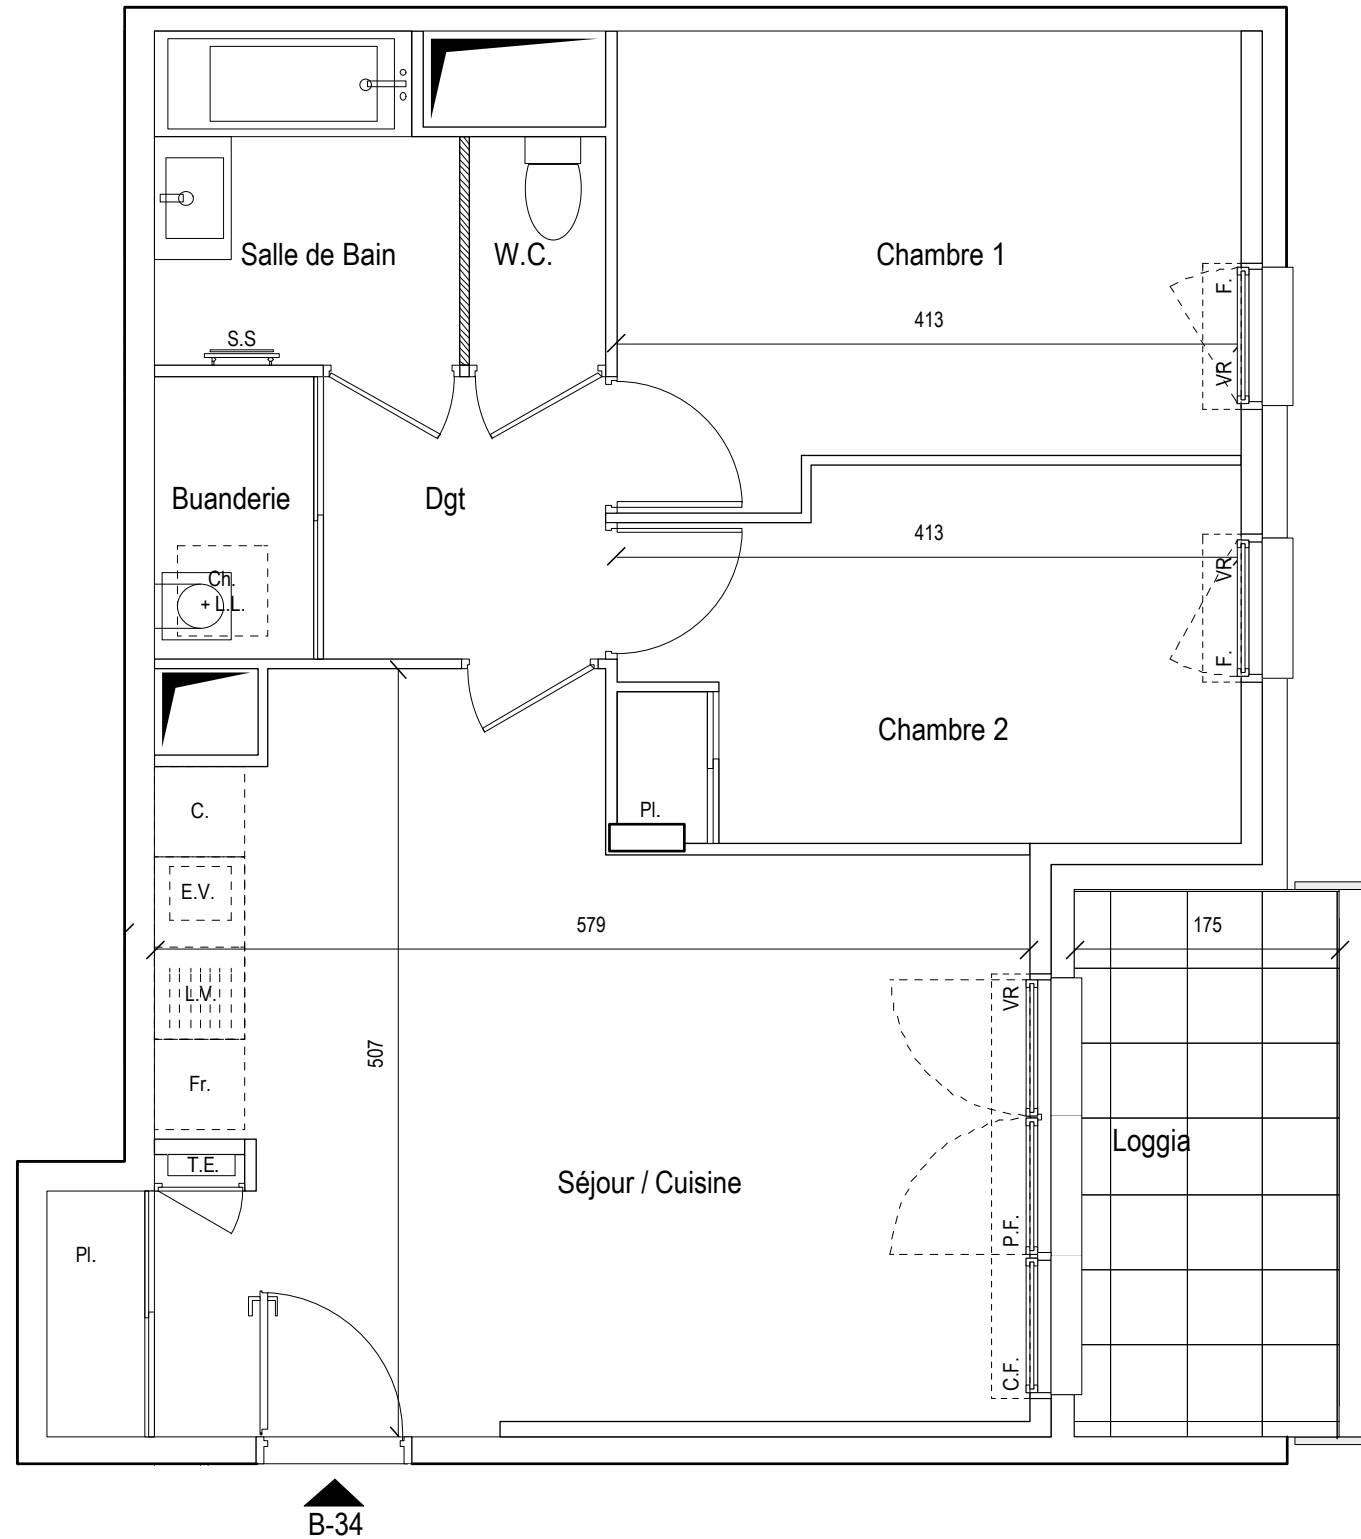 Salle de Bain
W.C.
Chambre 1
F.
413
S.S
VR
Buanderie
Dgt
413
VR
Ch.
+ L.L.
F.
Chambre 2
C.
Pl.
E.V.
579
175
L.V.
VR
507
Fr.
Loggia
T.E.
Séjour / Cuisine
P.F.
Pl.
C.F.
B-34